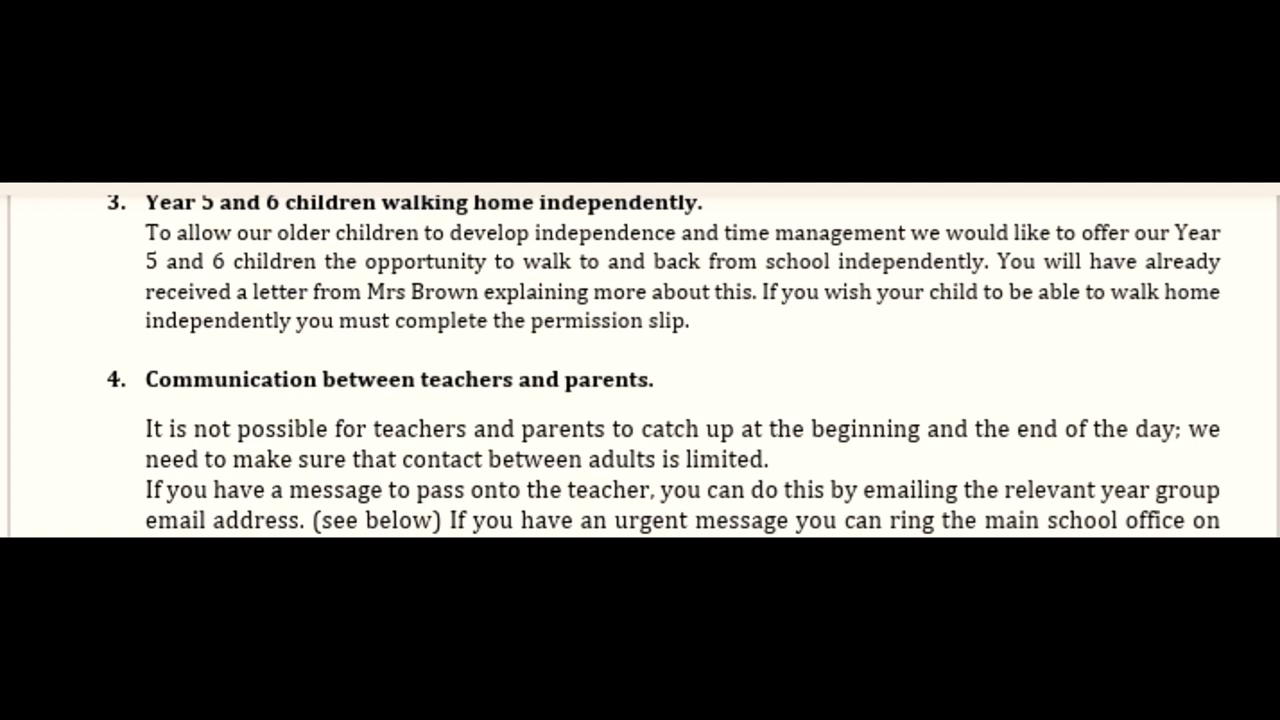 3. Year 5 and 6 children walking home independently.
To allow our older children to develop independence and time management we would like to offer our Year
5 and 6 children the opportunity to walk to and back from school independently. You will have already
received a letter from Mrs Brown explaining more about this. If you wish your child to be able to walk home
independently you must complete the permission slip.
4. Communication between teachers and parents.
It is not possible for teachers and parents to catch up at the beginning and the end of the day; we
need to make sure that contact between adults is limited.
If you have a message to pass onto the teacher, you can do this by emailing the relevant year group
email address. (see below) If you have an urgent message you can ring the main school office on